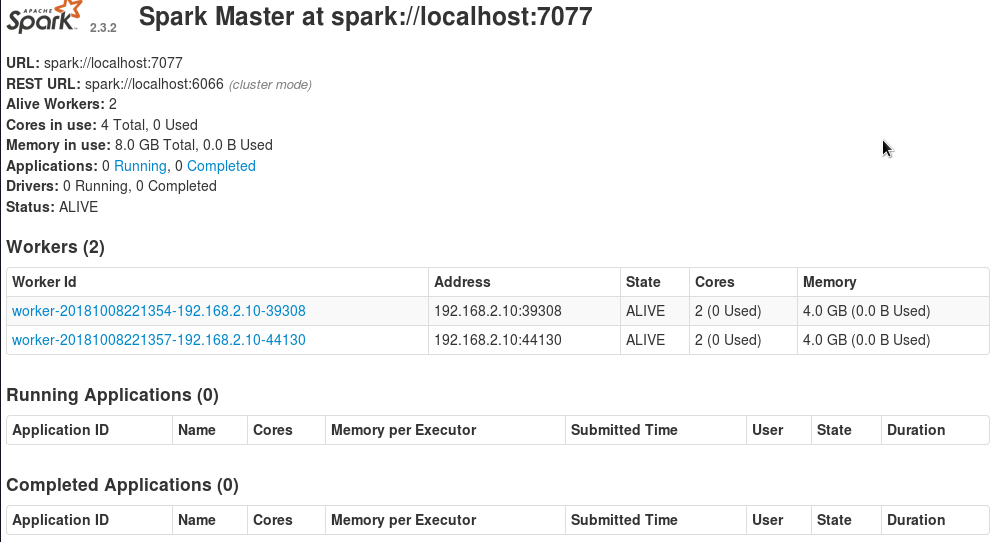 APACHE
Spark 2.3.2 Spark Master at spark://localhost:7077
URL: spark://localhost:7077
REST URL: spark://localhost:6066 (cluster mode)
Alive Workers: 2
Cores in use: 4 Total, 0 Used
Memory in use: 8.0 GB Total, 0.0 B Used
Applications: 0 Running, 0 Completed
Drivers: 0 Running, 0 Completed
Status: ALIVE
Workers (2)
Worker Id Address State Cores Memory
worker-20181008221354-192.168.2.10-39308 192.168.2.10:39308 ALIVE 2 (0 Used) 4.0 GB (0.0 B Used)
worker-20181008221357-192.168.2.10-44130 192.168.2.10:44130 ALIVE 2 (0 Used) 4.0 GB (0.0 B Used)
Running Applications (0)
Application ID Name Cores Memory per Executor Submitted Time User State Duration
Completed Applications (0)
Application ID Name Cores Memory per Executor Submitted Time User State Duration